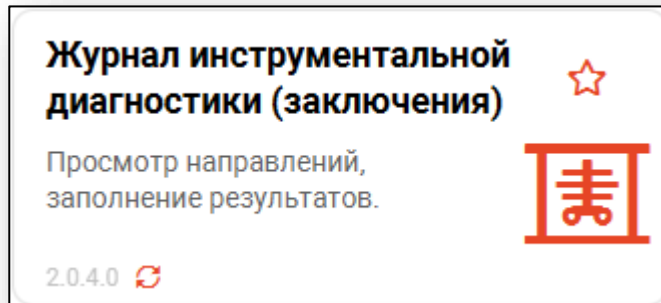 Журнал инструментальной
диагностики (заключения)
Просмотр направлений,
заполнение результатов.
2.0.4.0